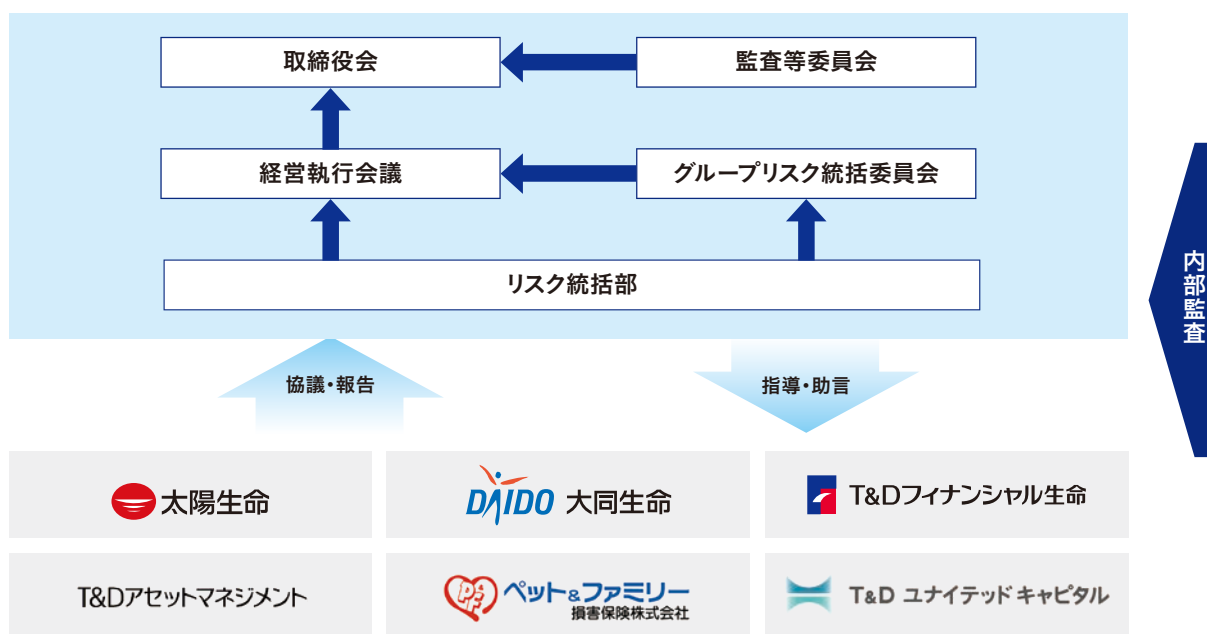 取締役会
監査等委員会
経営執行会議
グループリスク統括委員会
リスク統括部
内部監査
協議・報告
指導・助言
太陽生命
DAIDO 大同生命
T&Dフィナンシャル生命
T&Dアセットマネジメント
P&F ペット&ファミリー
損害保険株式会社
T&D ユナイテッドキャピタル